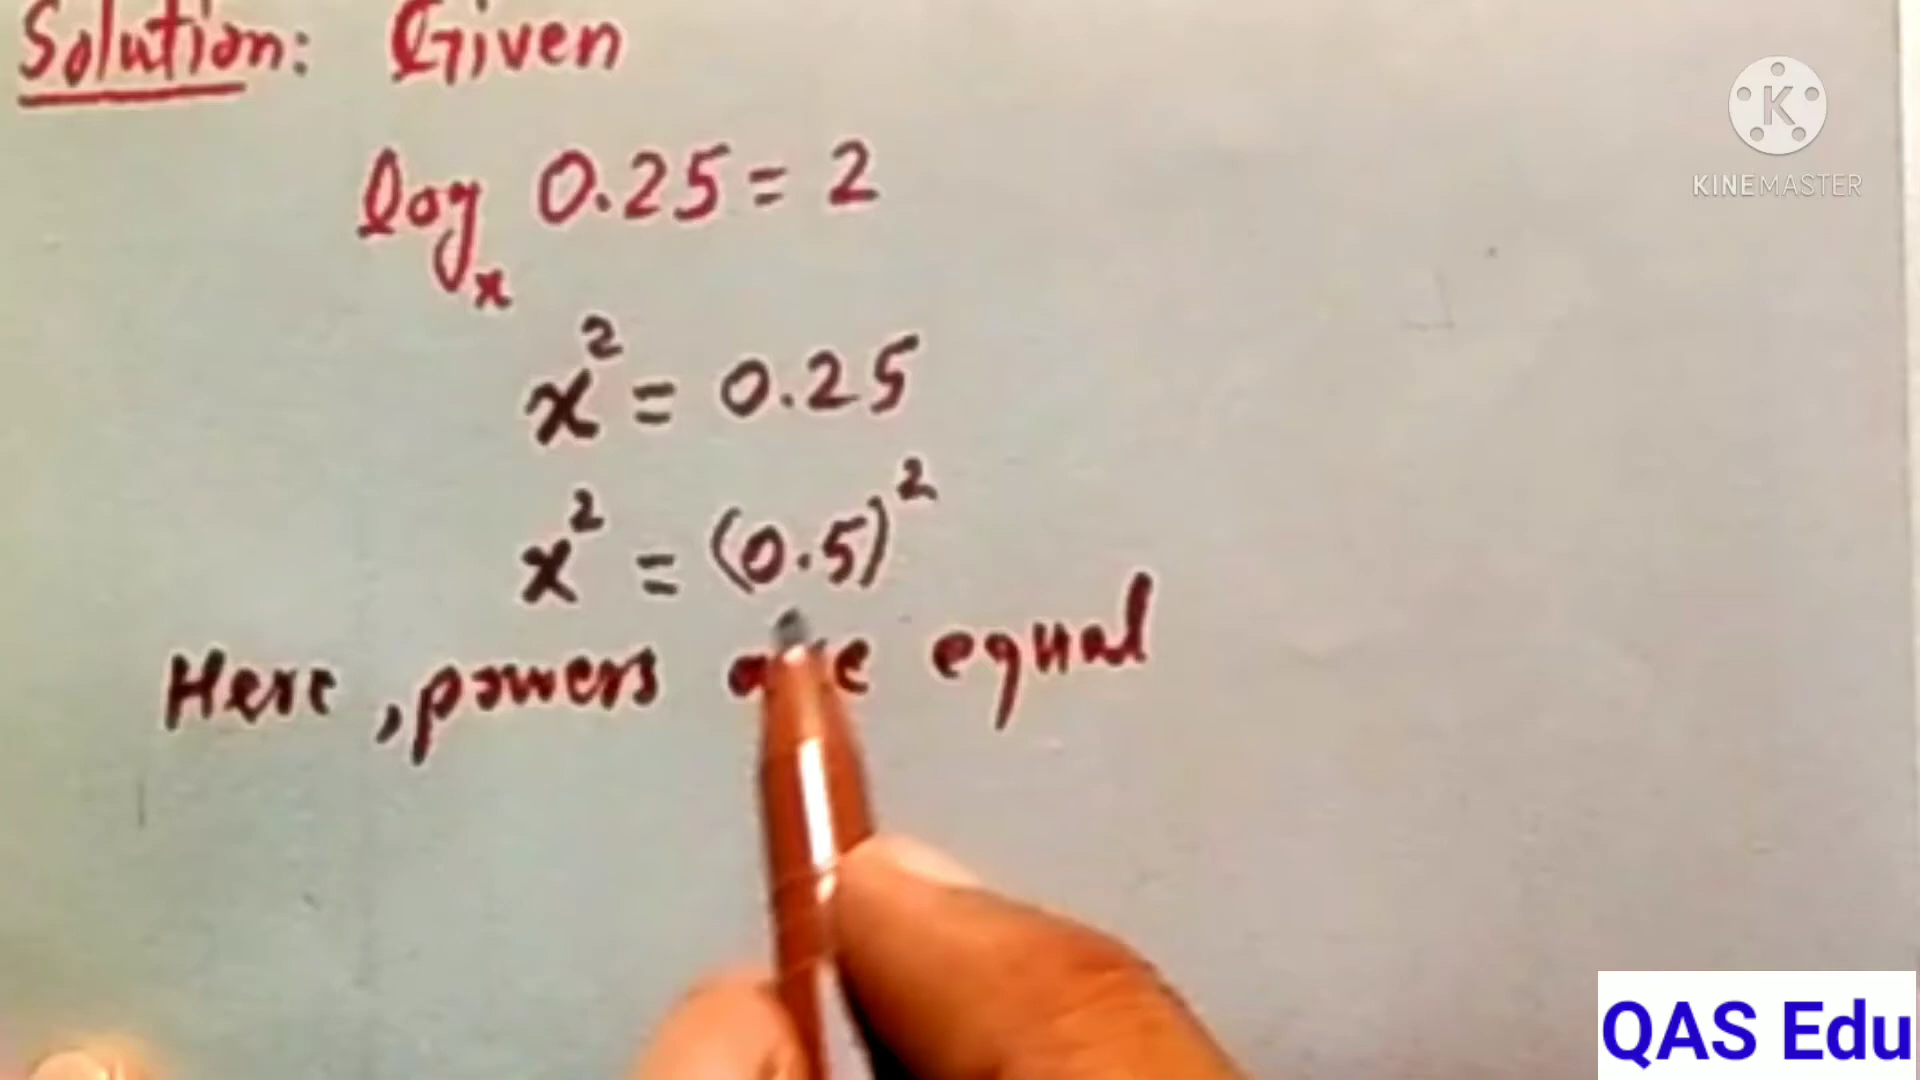 Solution: Given
KINEMASTER
log_x 0.25 = 2
x² = 0.25
x² = (0.5)²
Here, powers are equal
QAS Edu